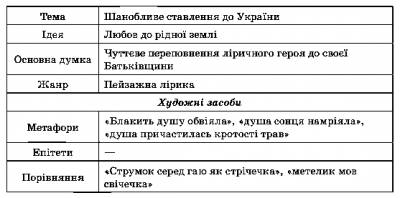 Тема Шанобливе ставлення до України
Ідея Любов до рідної землі
Основна думка Чуттєве переповнення ліричного героя до своєї
Батьківщини
Жанр Пейзажна лірика
Художні засоби
Метафори «Блакить душу обвіяла», «душа сонця намріяла»,
«душа причастилась кротості трав»
Епітети —
Порівняння «Струмок серед гаю як стрічечка», «метелик мов
свічечка»